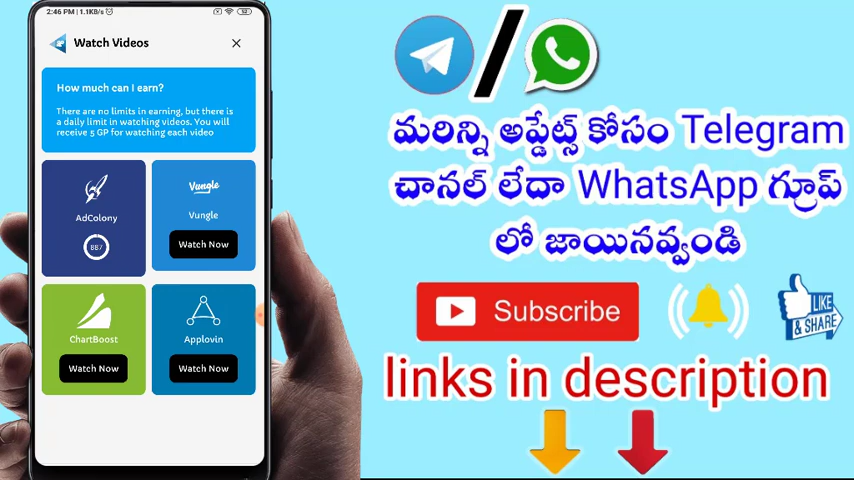 2:46 PM | 1.1KB/s
Watch Videos
How much can I earn?
There are no limits in earning, but there is
a daily limit in watching videos. You will
receive 5 GP for watching each video
AdColony
887
Vungle
Vungle
Watch Now
ChartBoost
Watch Now
Applovin
Watch Now
మరిన్ని అప్డేట్స్ కోసం Telegram
చానల్ లేదా WhatsApp గ్రూప్
లో జాయినవ్వండి
Subscribe
LIKE
& SHARE
links in description